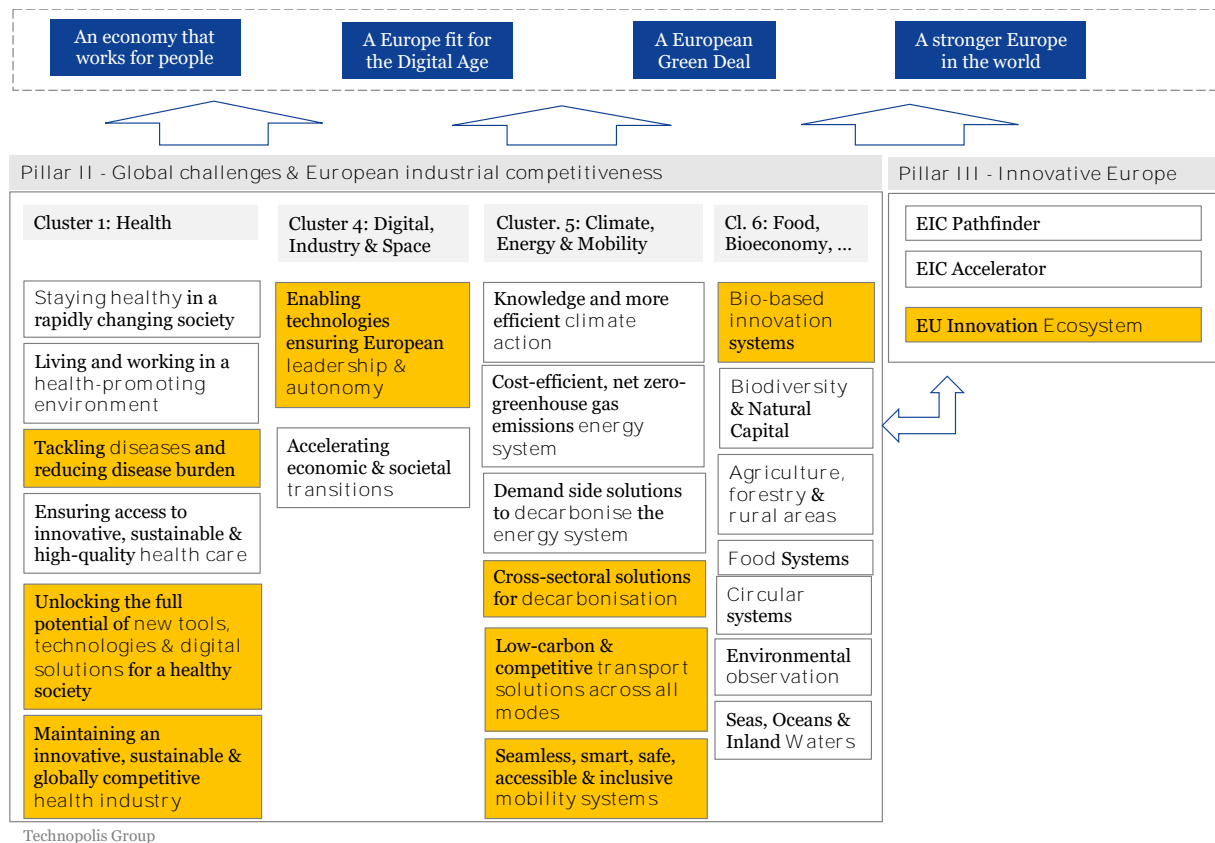 An economy that
works for people
A Europe fit for
the Digital Age
A European
Green Deal
A stronger Europe
in the world
Pillar II - Global challenges & European industrial competitiveness
Pillar III - Innovative Europe
Cluster 1: Health
Cluster 4: Digital,
Industry & Space
Cluster. 5: Climate,
Energy & Mobility
Cl. 6: Food,
Bioeconomy, ...
Staying healthy in a
rapidly changing society
Living and working in a
health-promoting
environment
Tackling diseases and
reducing disease burden
Ensuring access to
innovative, sustainable &
high-quality health care
Unlocking the full
potential of new tools,
technologies & digital
solutions for a healthy
society
Maintaining an
innovative, sustainable &
globally competitive
health industry
Enabling
technologies
ensuring European
leadership &
autonomy
Accelerating
economic & societal
transitions
Knowledge and more
efficient climate
action
Cost-efficient, net zero-
greenhouse gas
emissions energy
system
Demand side solutions
to decarbonise the
energy system
Cross-sectoral solutions
for decarbonisation
Low-carbon &
competitive transport
solutions across all
modes
Seamless, smart, safe,
accessible & inclusive
mobility systems
Bio-based
innovation
systems
Biodiversity
& Natural
Capital
Agriculture,
forestry &
rural areas
Food Systems
Circular
systems
Environmental
observation
Seas, Oceans &
Inland Waters
EIC Pathfinder
EIC Accelerator
EU Innovation Ecosystem
Technopolis Group